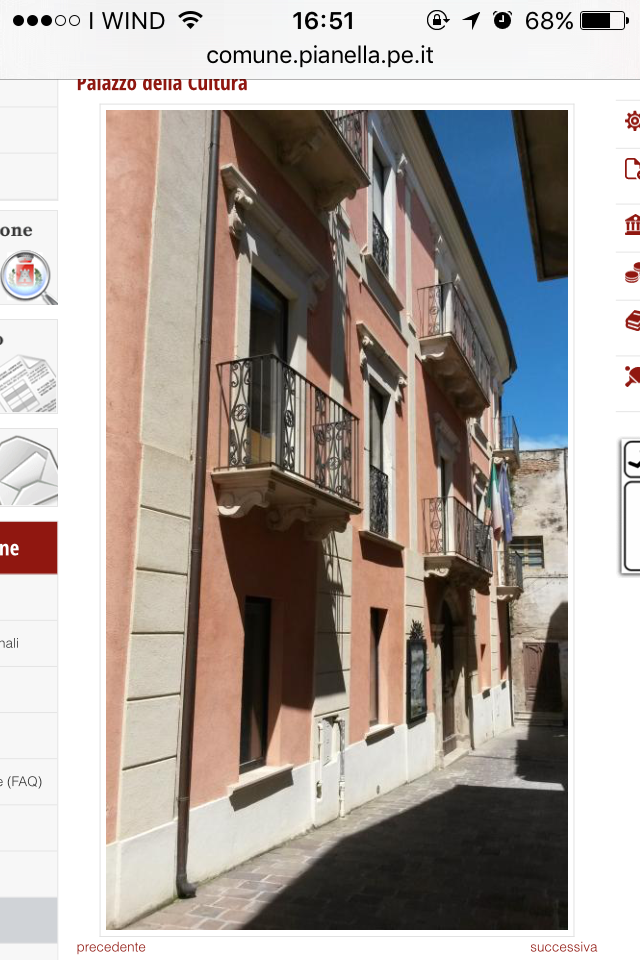 I WIND 16:51 68%
comune.pianella.pe.it
Palazzo della Cultura
one
o
ne
nali
e (FAQ)
precedente
successiva